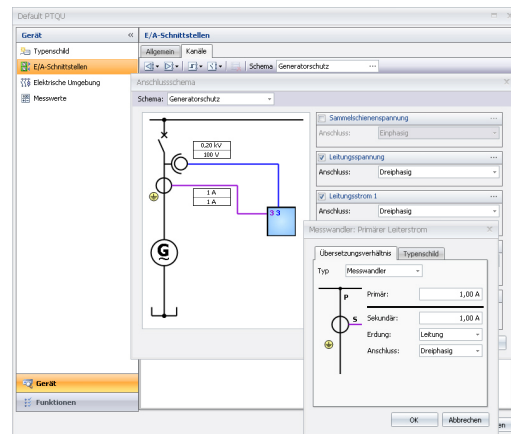 Default PTQU
Gerät «
Typenschild
E/A-Schnittstellen
Elektrische Umgebung
Messwerte
Gerät
Funktionen
E/A-Schnittstellen
Allgemein Kanäle
Schema Generatorschutz ...
Anschlussschema
Schema: Generatorschutz
0,20 kV
100 V
1 A
1 A
3 3
G
Sammelschienenspannung ...
Anschluss: Einphasig
Leitungsspannung ...
Anschluss: Dreiphasig
Leitungsstrom 1 ...
Anschluss: Dreiphasig
Messwandler: Primärer Leiterstrom
Übersetzungsverhältnis Typenschild
Typ Messwandler
P
S
Primär: 1,00 A
Sekundär: 1,00 A
Erdung: Leitung
Anschluss: Dreiphasig
OK Abbrechen